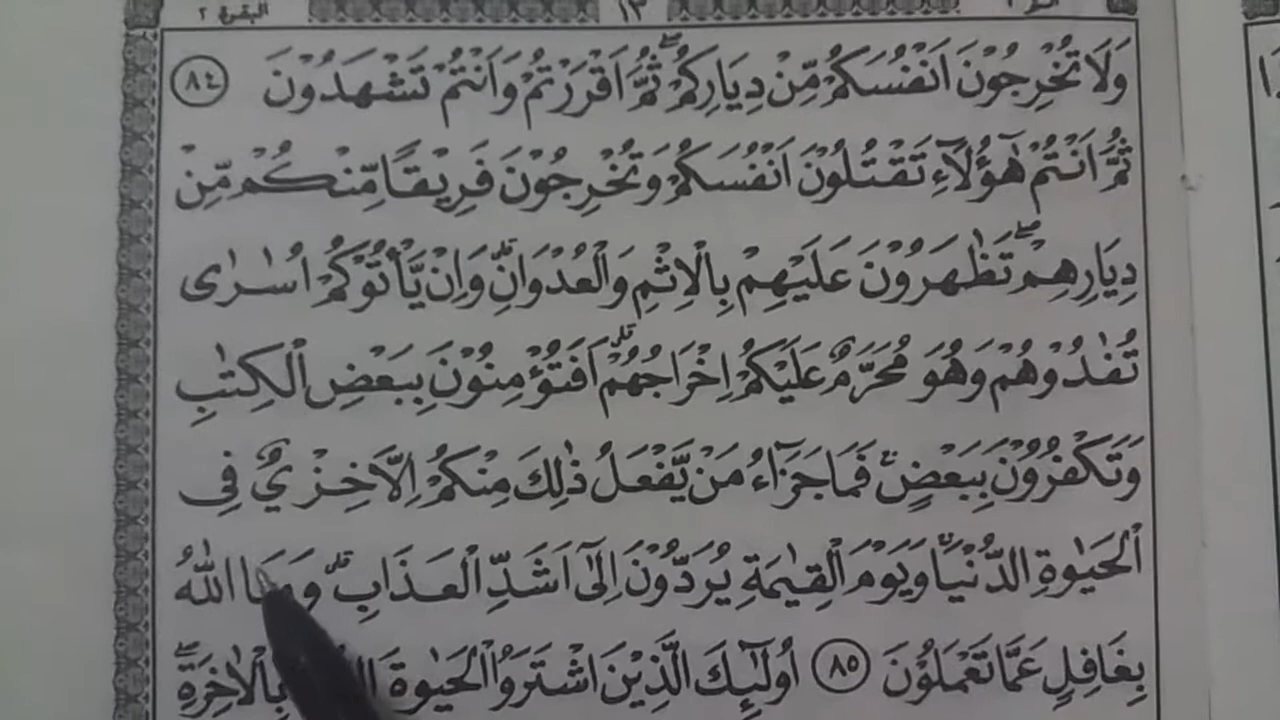 البقرة ٢ ١٣
وَلَا تُخْرِجُوْنَ اَنْفُسَكُمْ مِّنْ دِيَارِكُمْ ۖ ثُمَّ اَقْرَرْتُمْ وَاَنْتُمْ تَشْهَدُوْنَ ٨٤
ثُمَّ اَنْتُمْ هٰٓؤُلَآءِ تَقْتُلُوْنَ اَنْفُسَكُمْ وَتُخْرِجُوْنَ فَرِيْقًا مِّنْكُمْ مِّنْ
دِيَارِهِمْ ۖ تَظٰهَرُوْنَ عَلَيْهِمْ بِالْاِثْمِ وَالْعُدْوَانِ ۗ وَاِنْ يَّأْتُوْكُمْ اُسٰرٰى
تُفٰدُوْهُمْ وَهُوَ مُحَرَّمٌ عَلَيْكُمْ اِخْرَاجُهُمْ ۗ اَفَتُؤْمِنُوْنَ بِبَعْضِ الْكِتٰبِ
وَتَكْفُرُوْنَ بِبَعْضٍ ۚ فَمَا جَزَآءُ مَنْ يَّفْعَلُ ذٰلِكَ مِنْكُمْ اِلَّا خِزْيٌ فِى
الْحَيٰوةِ الدُّنْيَا ۚ وَيَوْمَ الْقِيٰمَةِ يُرَدُّوْنَ اِلٰٓى اَشَدِّ الْعَذَابِ ۗ وَمَا اللّٰهُ
بِغَافِلٍ عَمَّا تَعْمَلُوْنَ ٨٥ اُولٰٓئِكَ الَّذِيْنَ اشْتَرَوُا الْحَيٰوةَ بِالْاٰخِرَةِ ۖ